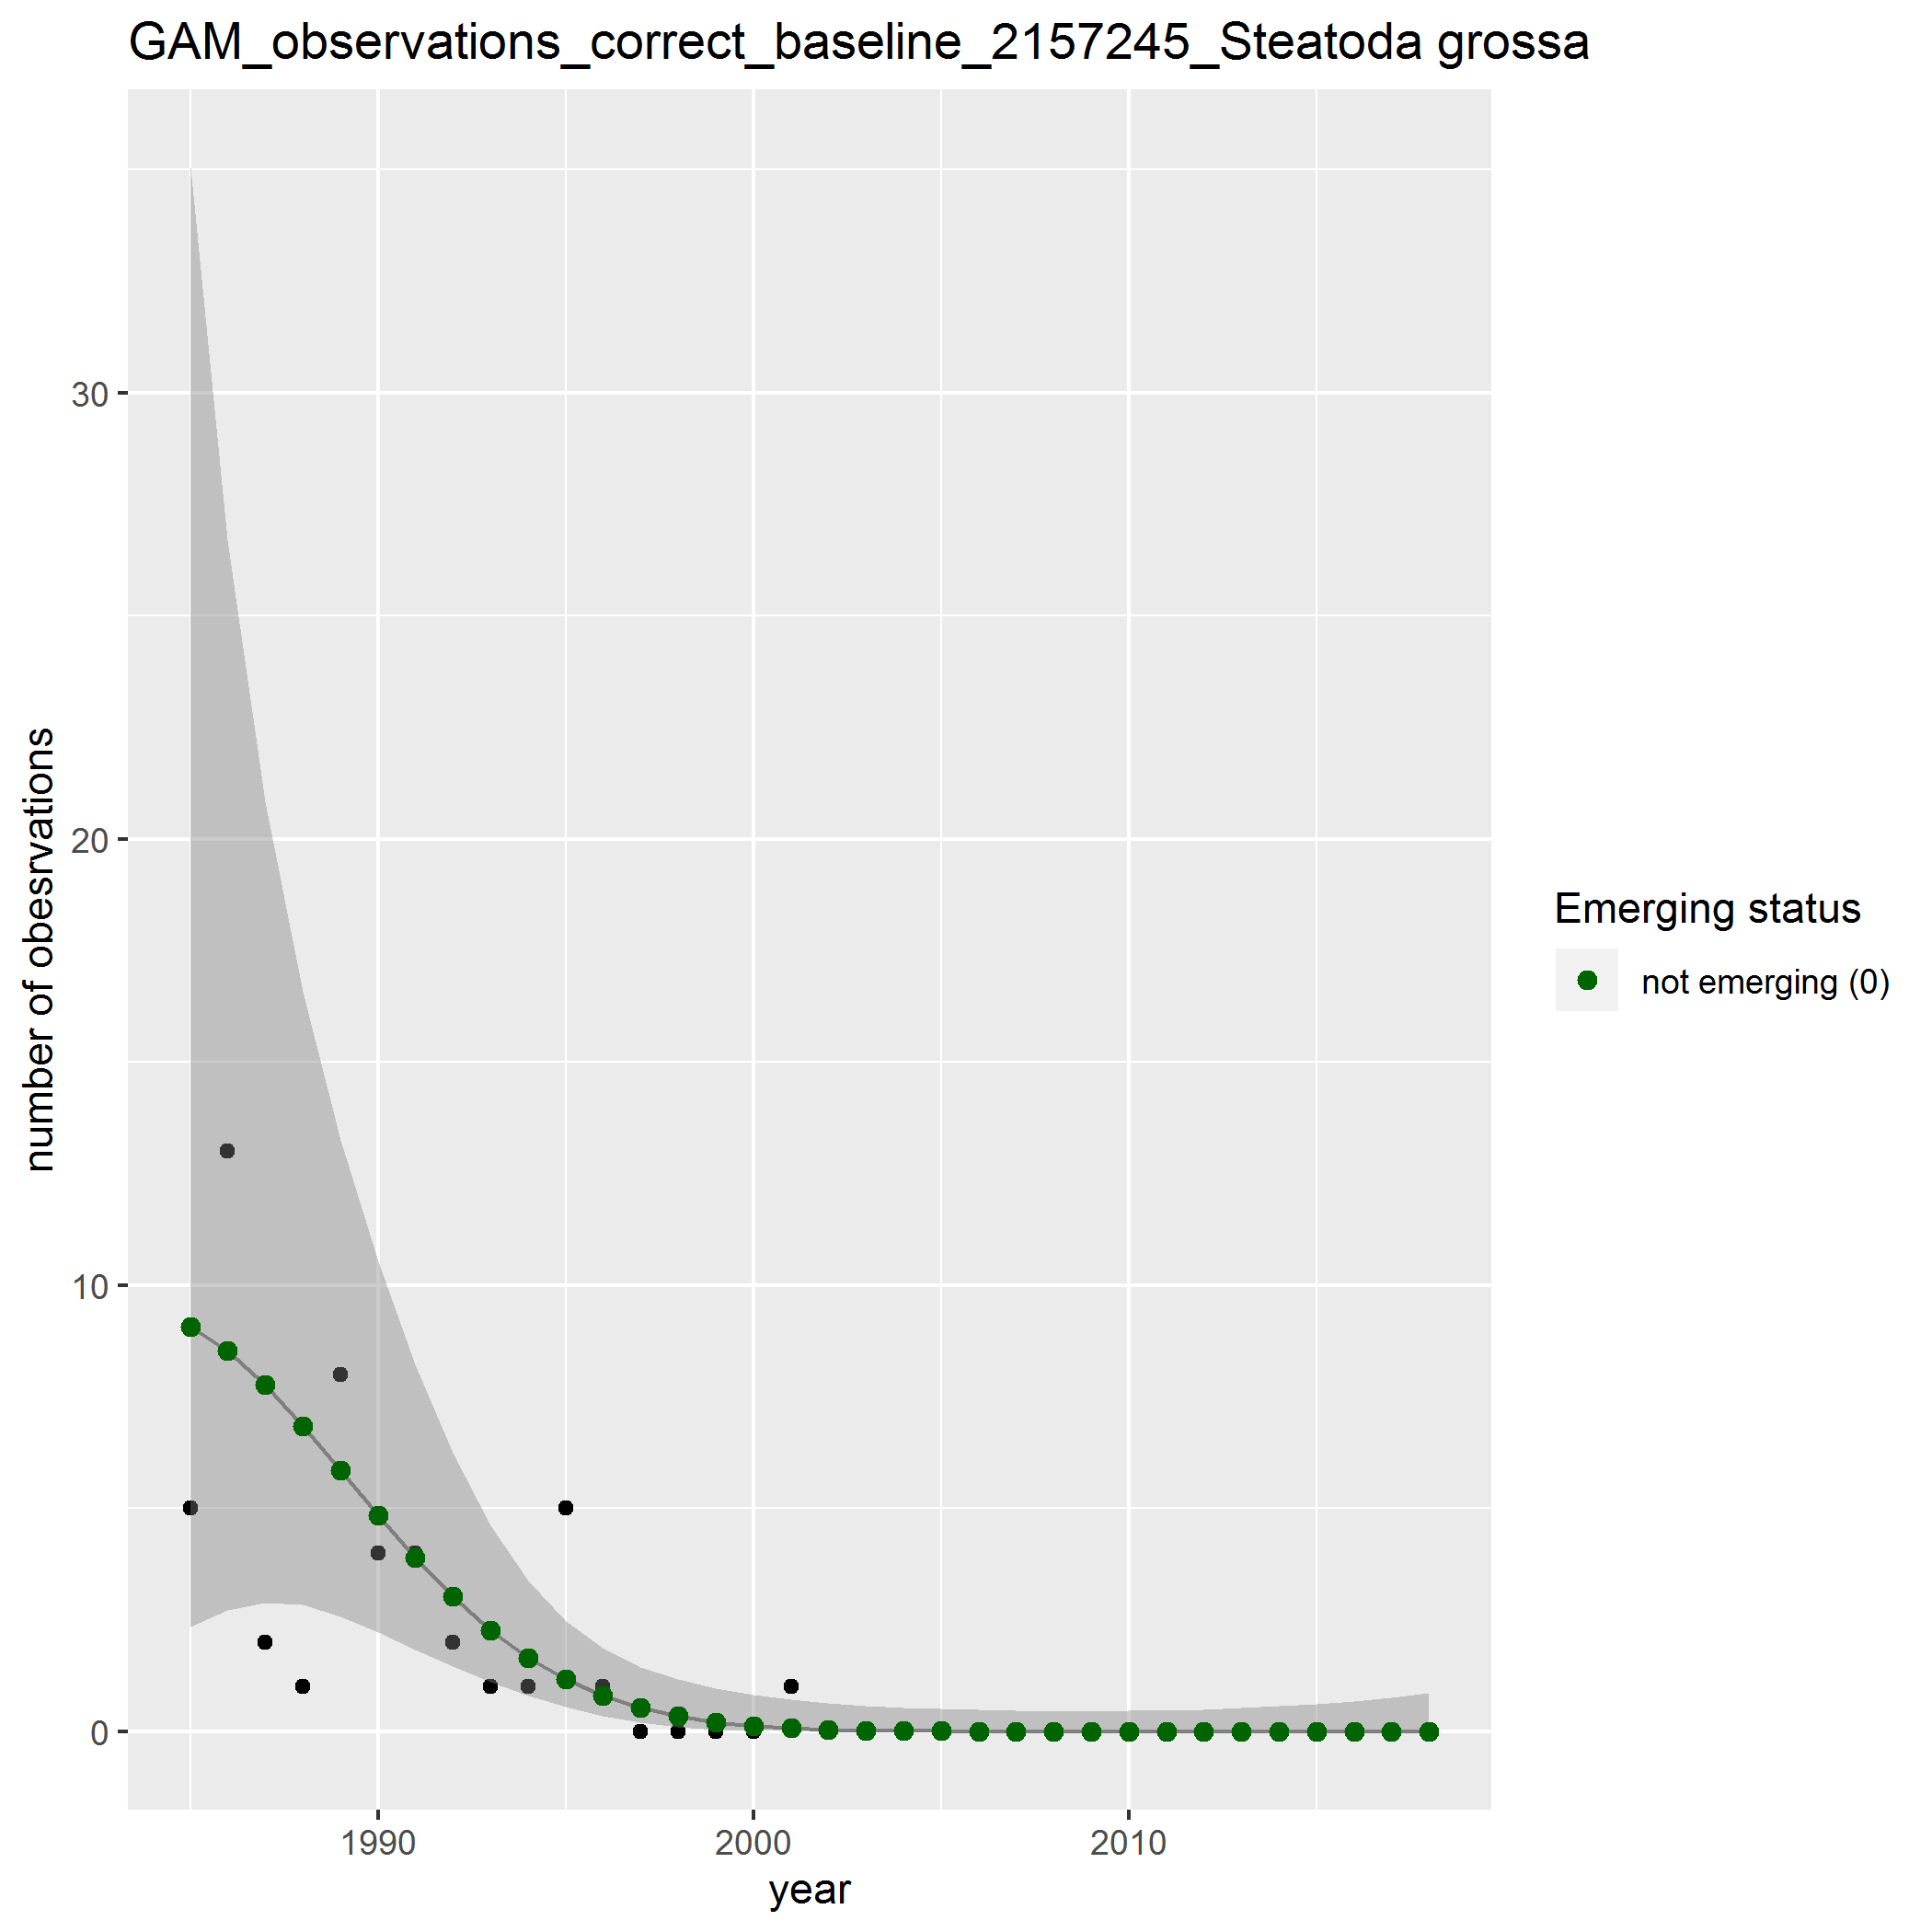 GAM_observations_correct_baseline_2157245_Steatoda grossa
number of obesrvations
30
20
10
0
1990
2000
2010
year
Emerging status
not emerging (0)